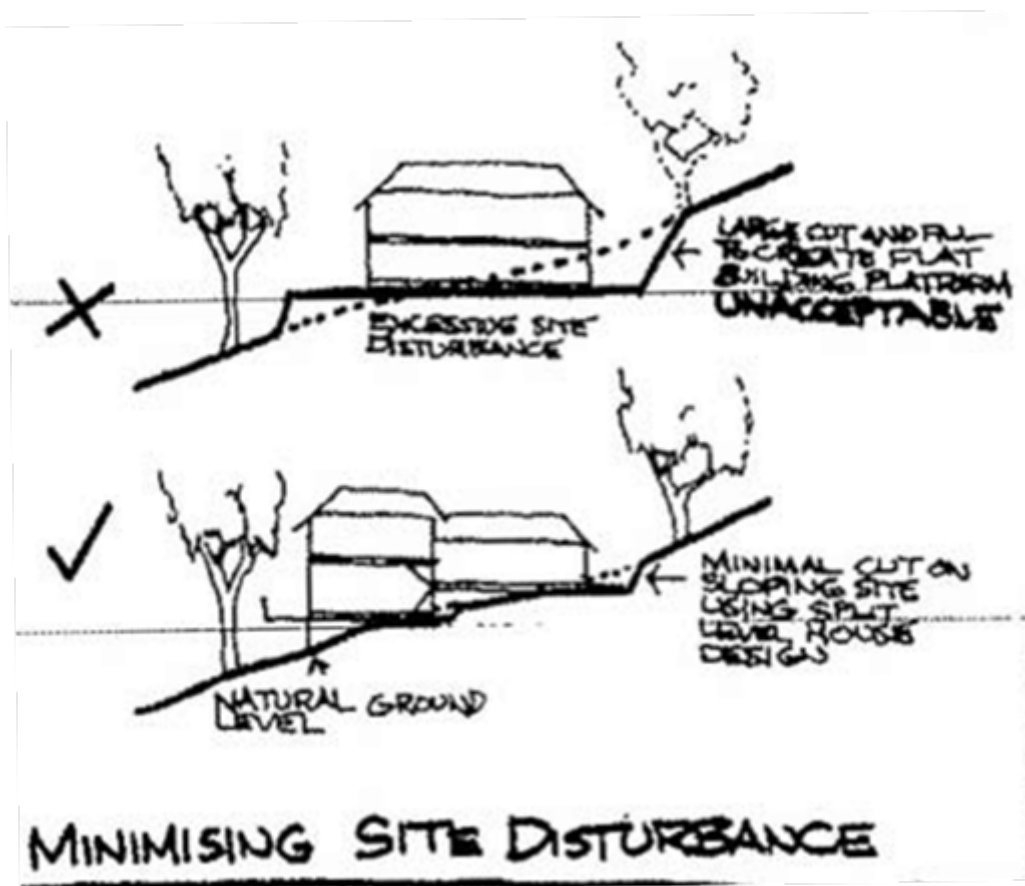 LARGE CUT AND FILL
TO CREATE FLAT
BUILDING PLATFORM
UNACCEPTABLE
EXCESSIVE SITE
DISTURBANCE
MINIMAL CUT ON
SLOPING SITE
USING SPLIT
LEVEL HOUSE
DESIGN
NATURAL GROUND
LEVEL
MINIMISING SITE DISTURBANCE